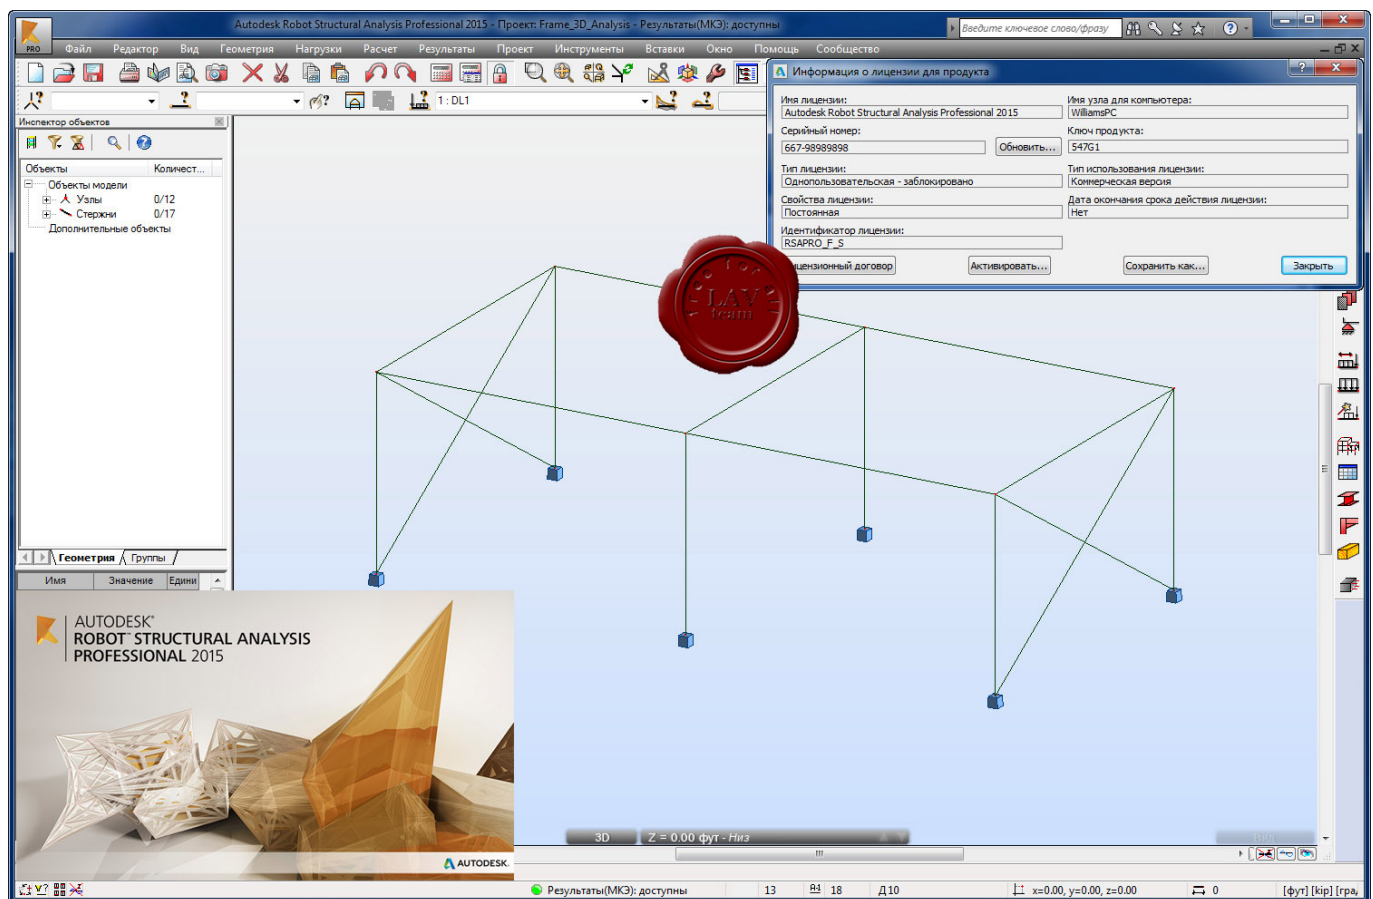 Autodesk Robot Structural Analysis Professional 2015 - Проект: Frame_3D_Analysis - Результаты(МКЭ): доступны
Введите ключевое слово/фразу
PRO Файл Редактор Вид Геометрия Нагрузки Расчет Результаты Проект Инструменты Вставки Окно Помощь Сообщество
1 : DL1
Инспектор объектов
Объекты Количест...
Объекты модели
Узлы 0/12
Стержни 0/17
Дополнительные объекты
Геометрия Группы
Имя Значение Едини
Информация о лицензии для продукта
Имя лицензии: Имя узла для компьютера:
Autodesk Robot Structural Analysis Professional 2015 WilliamsPC
Серийный номер: Ключ продукта:
667-98989898 Обновить... 547G1
Тип лицензии: Тип использования лицензии:
Однопользовательская - заблокировано Коммерческая версия
Свойства лицензии: Дата окончания срока действия лицензии:
Постоянная Нет
Идентификатор лицензии:
RSAPRO_F_S
цензионный договор Активировать... Сохранить как... Закрыть
free for all
LAV
team
AUTODESK®
ROBOT™ STRUCTURAL ANALYSIS
PROFESSIONAL 2015
AUTODESK.
3D Z = 0.00 фут - Низ
Результаты(МКЭ): доступны 13 18 Д10 x=0.00, y=0.00, z=0.00 0 [фут] [kip] [гра